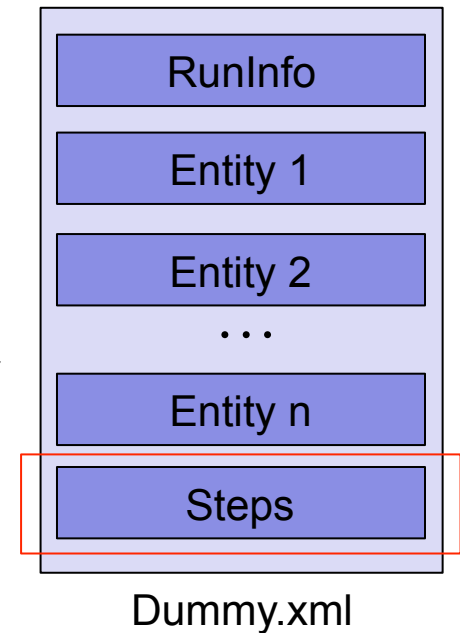 RunInfo
Entity 1
Entity 2
...
Entity n
Steps
Dummy.xml